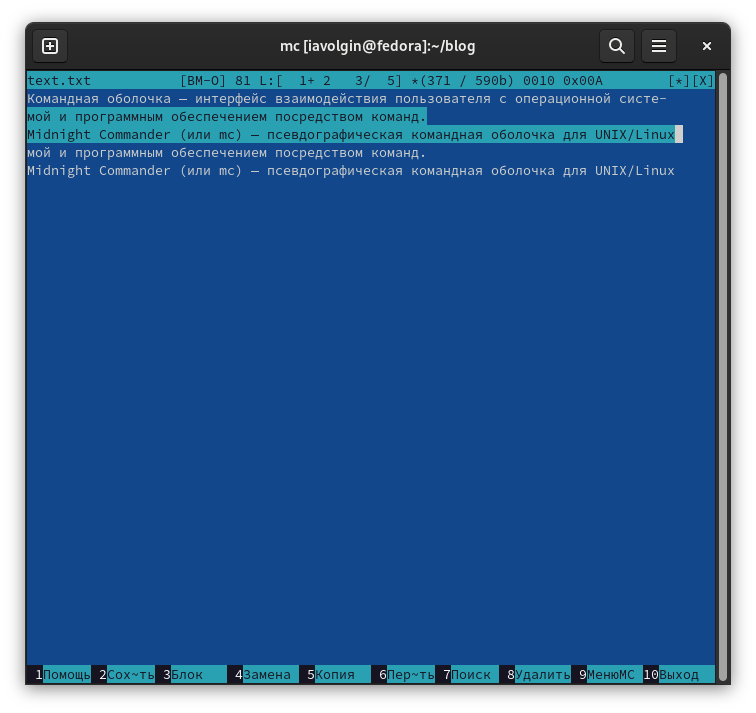 mc [iavolgin@fedora]:~/blog
text.txt [BM-O] 81 L:[ 1+ 2 3/ 5] *(371 / 590b) 0010 0x00A [*][X]
Командная оболочка — интерфейс взаимодействия пользователя с операционной систе-
мой и программным обеспечением посредством команд.
Midnight Commander (или mc) — псевдографическая командная оболочка для UNIX/Linux
мой и программным обеспечением посредством команд.
Midnight Commander (или mc) — псевдографическая командная оболочка для UNIX/Linux
1Помощь 2Сох~ть 3Блок 4Замена 5Копия 6Пер~ть 7Поиск 8Удалить 9МенюМС 10Выход